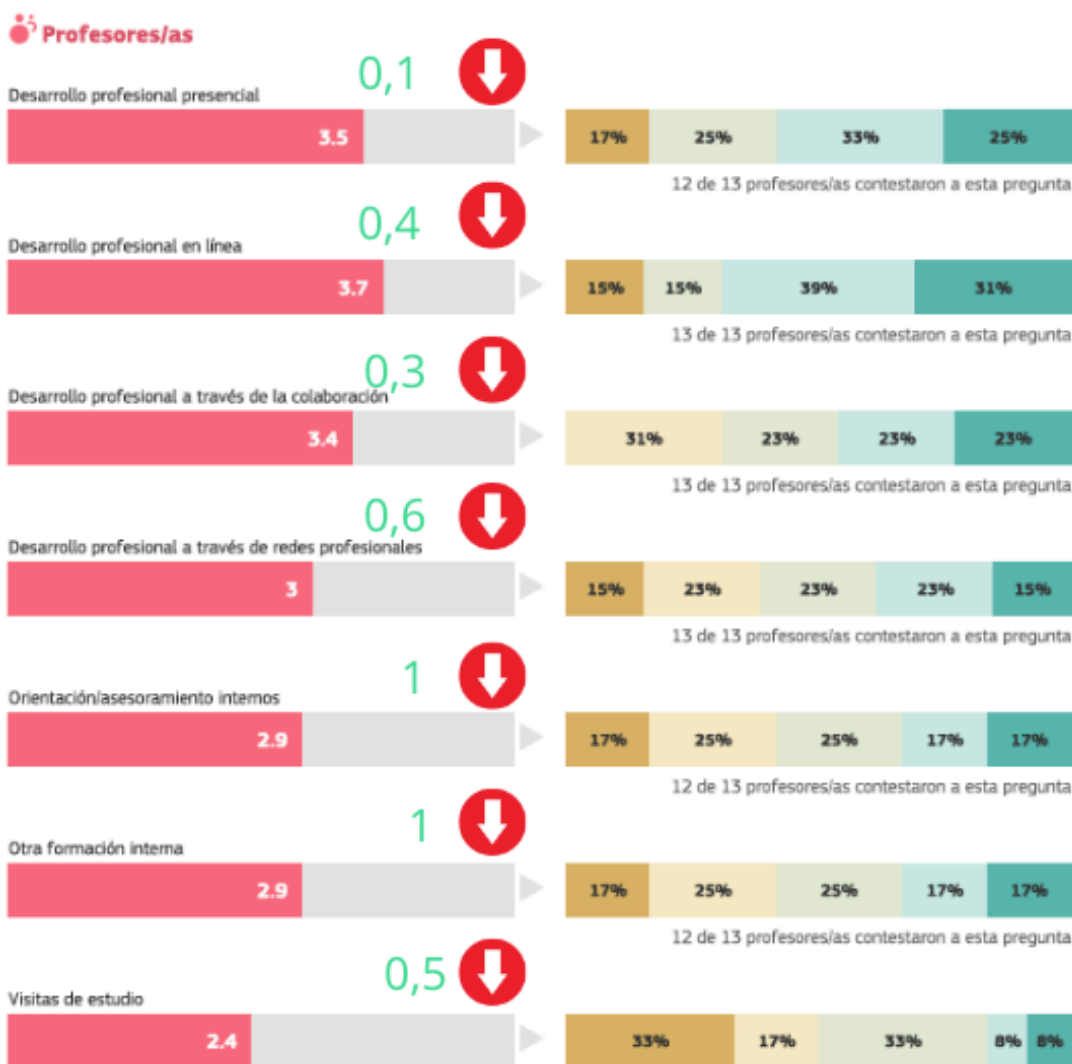 Profesores/as
0,1
Desarrollo profesional presencial
3.5
17% 25% 33% 25%
12 de 13 profesores/as contestaron a esta pregunta
0,4
Desarrollo profesional en línea
3.7
15% 15% 39% 31%
13 de 13 profesores/as contestaron a esta pregunta
0,3
Desarrollo profesional a través de la colaboración
3.4
31% 23% 23% 23%
13 de 13 profesores/as contestaron a esta pregunta
0,6
Desarrollo profesional a través de redes profesionales
3
15% 23% 23% 23% 15%
13 de 13 profesores/as contestaron a esta pregunta
1
Orientación/asesoramiento internos
2.9
17% 25% 25% 17% 17%
12 de 13 profesores/as contestaron a esta pregunta
1
Otra formación interna
2.9
17% 25% 25% 17% 17%
12 de 13 profesores/as contestaron a esta pregunta
0,5
Visitas de estudio
2.4
33% 17% 33% 8% 8%